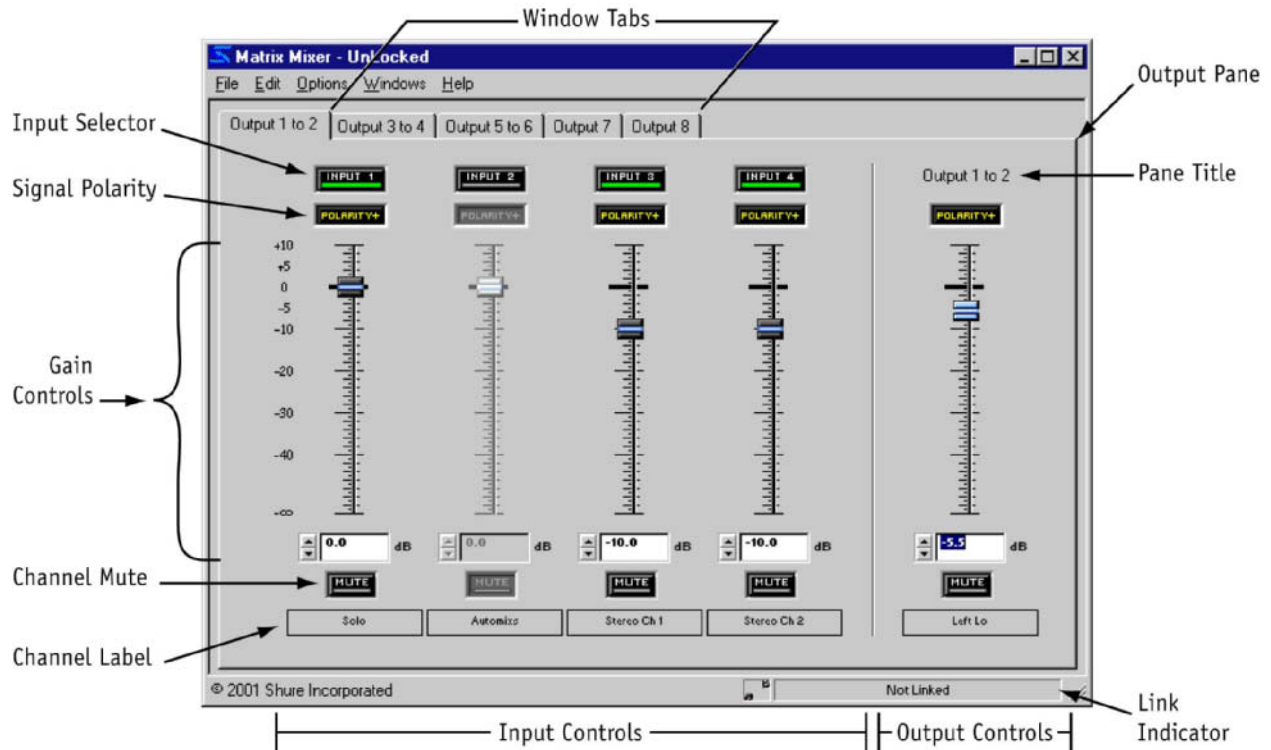 Window Tabs
Matrix Mixer - UnLocked
File Edit Options Windows Help
Output Pane
Input Selector
Output 1 to 2 Output 3 to 4 Output 5 to 6 Output 7 Output 8
INPUT 1 INPUT 2 INPUT 3 INPUT 4
Output 1 to 2
Pane Title
Signal Polarity
POLARITY+ POLARITY+ POLARITY+ POLARITY+ POLARITY+
+10
+5
0
-5
-10
-20
-30
-40
-∞
Gain
Controls
0.0 dB 0.0 dB -10.0 dB -10.0 dB -5.5 dB
Channel Mute
MUTE MUTE MUTE MUTE MUTE
Solo Automixs Stereo Ch 1 Stereo Ch 2 Left Lo
Channel Label
© 2001 Shure Incorporated
Not Linked
Link
Indicator
Input Controls
Output Controls